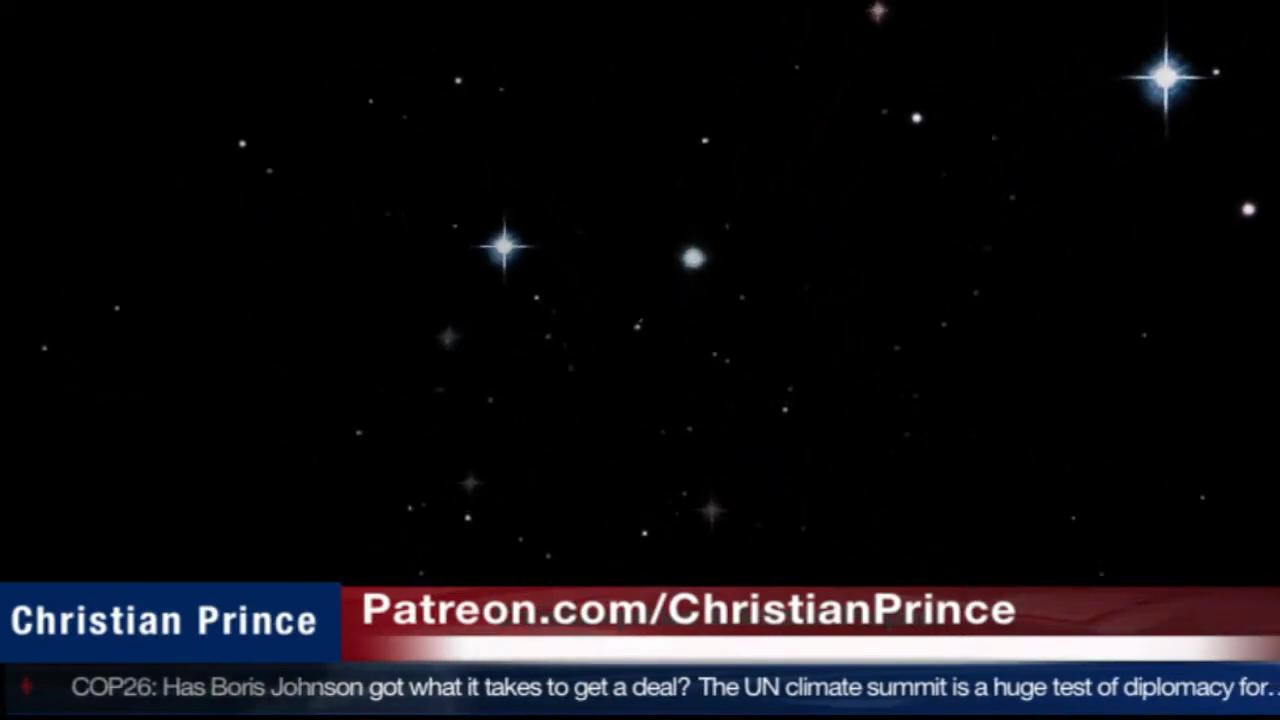 Christian Prince
Patreon.com/ChristianPrince
COP26: Has Boris Johnson got what it takes to get a deal? The UN climate summit is a huge test of diplomacy for..